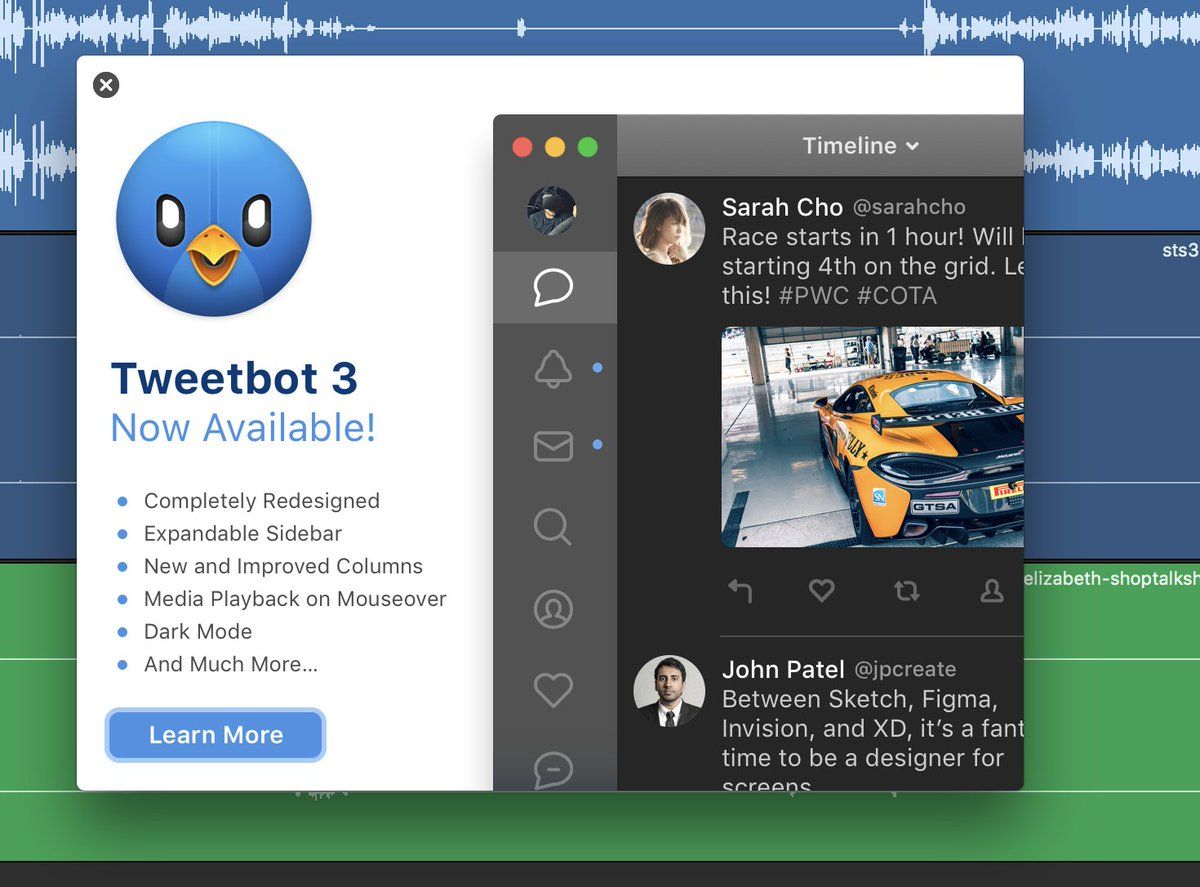 sts3
Tweetbot 3
Now Available!
Completely Redesigned
Expandable Sidebar
New and Improved Columns
Media Playback on Mouseover
Dark Mode
And Much More...
Learn More
Timeline
Sarah Cho @sarahcho
Race starts in 1 hour! Will
starting 4th on the grid. Le
this! #PWC #COTA
McLaren
PIRELLI
GTSA
John Patel @jpcreate
Between Sketch, Figma,
Invision, and XD, it’s a fant
time to be a designer for
screens
elizabeth-shoptalksh